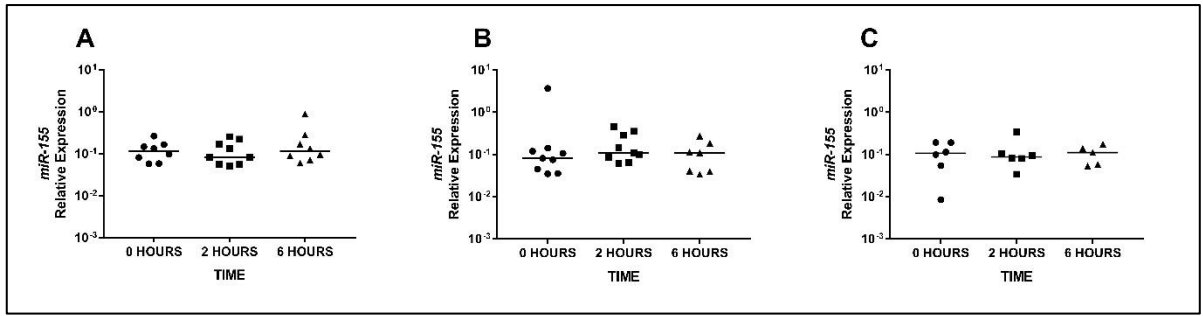 A
miR-155
Relative Expression
10¹
10⁰
10⁻¹
10⁻²
10⁻³
0 HOURS 2 HOURS 6 HOURS
TIME
B
miR-155
Relative Expression
10¹
10⁰
10⁻¹
10⁻²
10⁻³
0 HOURS 2 HOURS 6 HOURS
TIME
C
miR-155
Relative Expression
10¹
10⁰
10⁻¹
10⁻²
10⁻³
0 HOURS 2 HOURS 6 HOURS
TIME